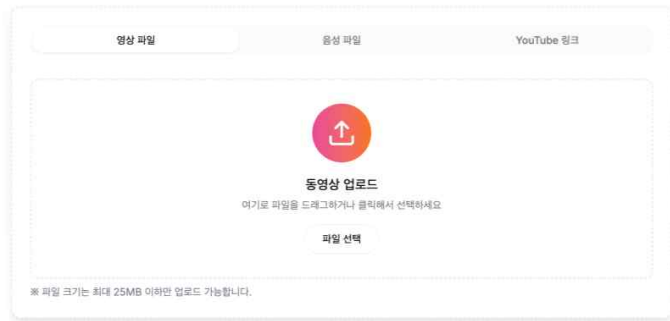 영상 파일
음성 파일
YouTube 링크
동영상 업로드
여기로 파일을 드래그하거나 클릭해서 선택하세요
파일 선택
※ 파일 크기는 최대 25MB 이하만 업로드 가능합니다.